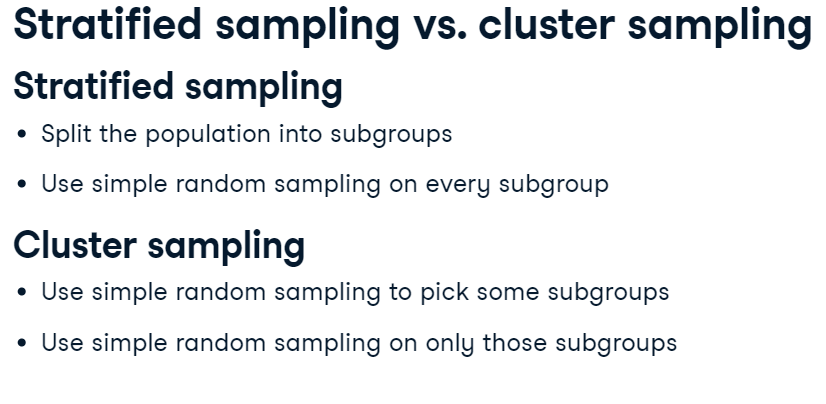 Stratified sampling vs. cluster sampling
Stratified sampling
• Split the population into subgroups
• Use simple random sampling on every subgroup
Cluster sampling
• Use simple random sampling to pick some subgroups
• Use simple random sampling on only those subgroups